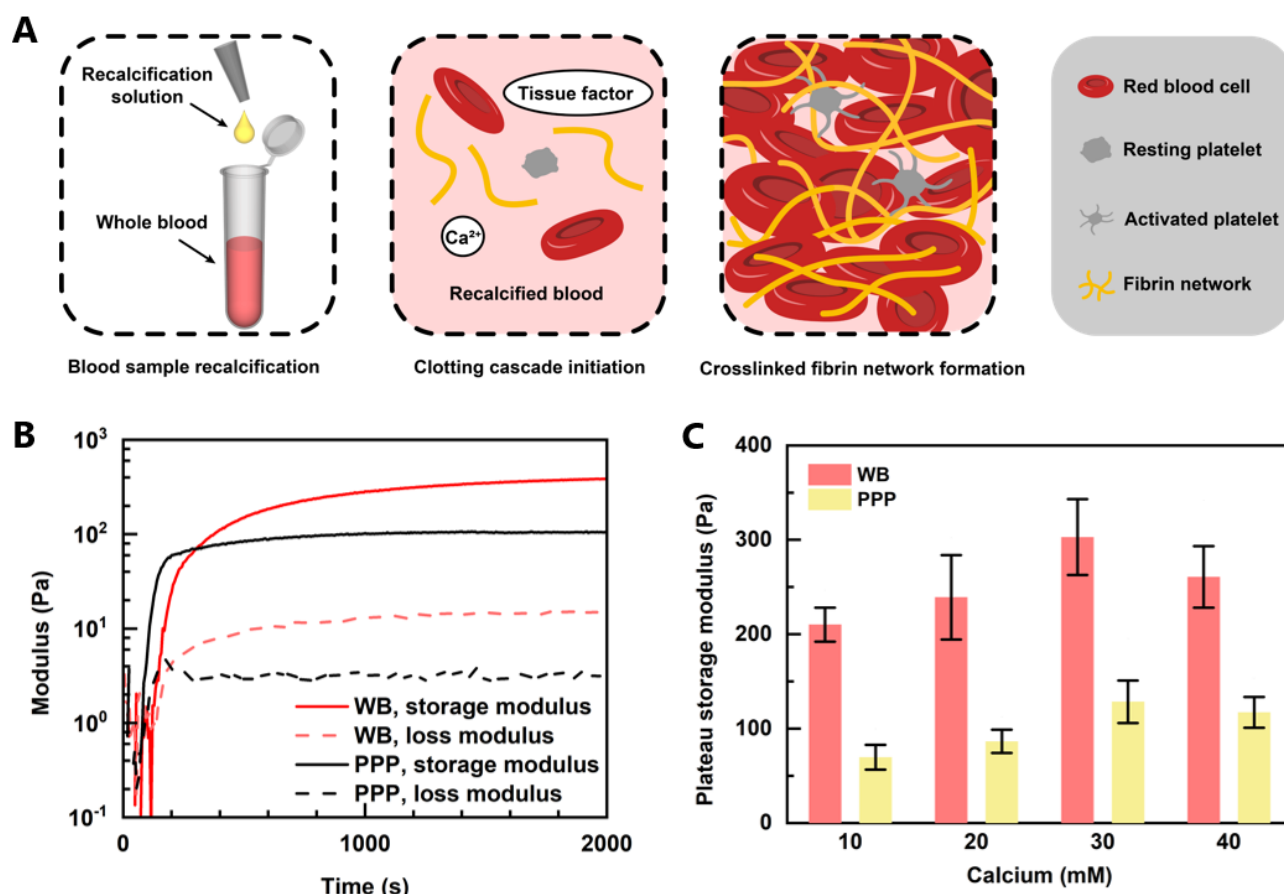 A
Recalcification
solution
Whole blood
Blood sample recalcification
Tissue factor
Ca²⁺
Recalcified blood
Clotting cascade initiation
Crosslinked fibrin network formation
Red blood cell
Resting platelet
Activated platelet
Fibrin network
B
Modulus (Pa)
10³
10²
10¹
10⁰
10⁻¹
WB, storage modulus
WB, loss modulus
PPP, storage modulus
PPP, loss modulus
0
1000
2000
Time (s)
C
Plateau storage modulus (Pa)
400
300
200
100
0
WB
PPP
10
20
30
40
Calcium (mM)